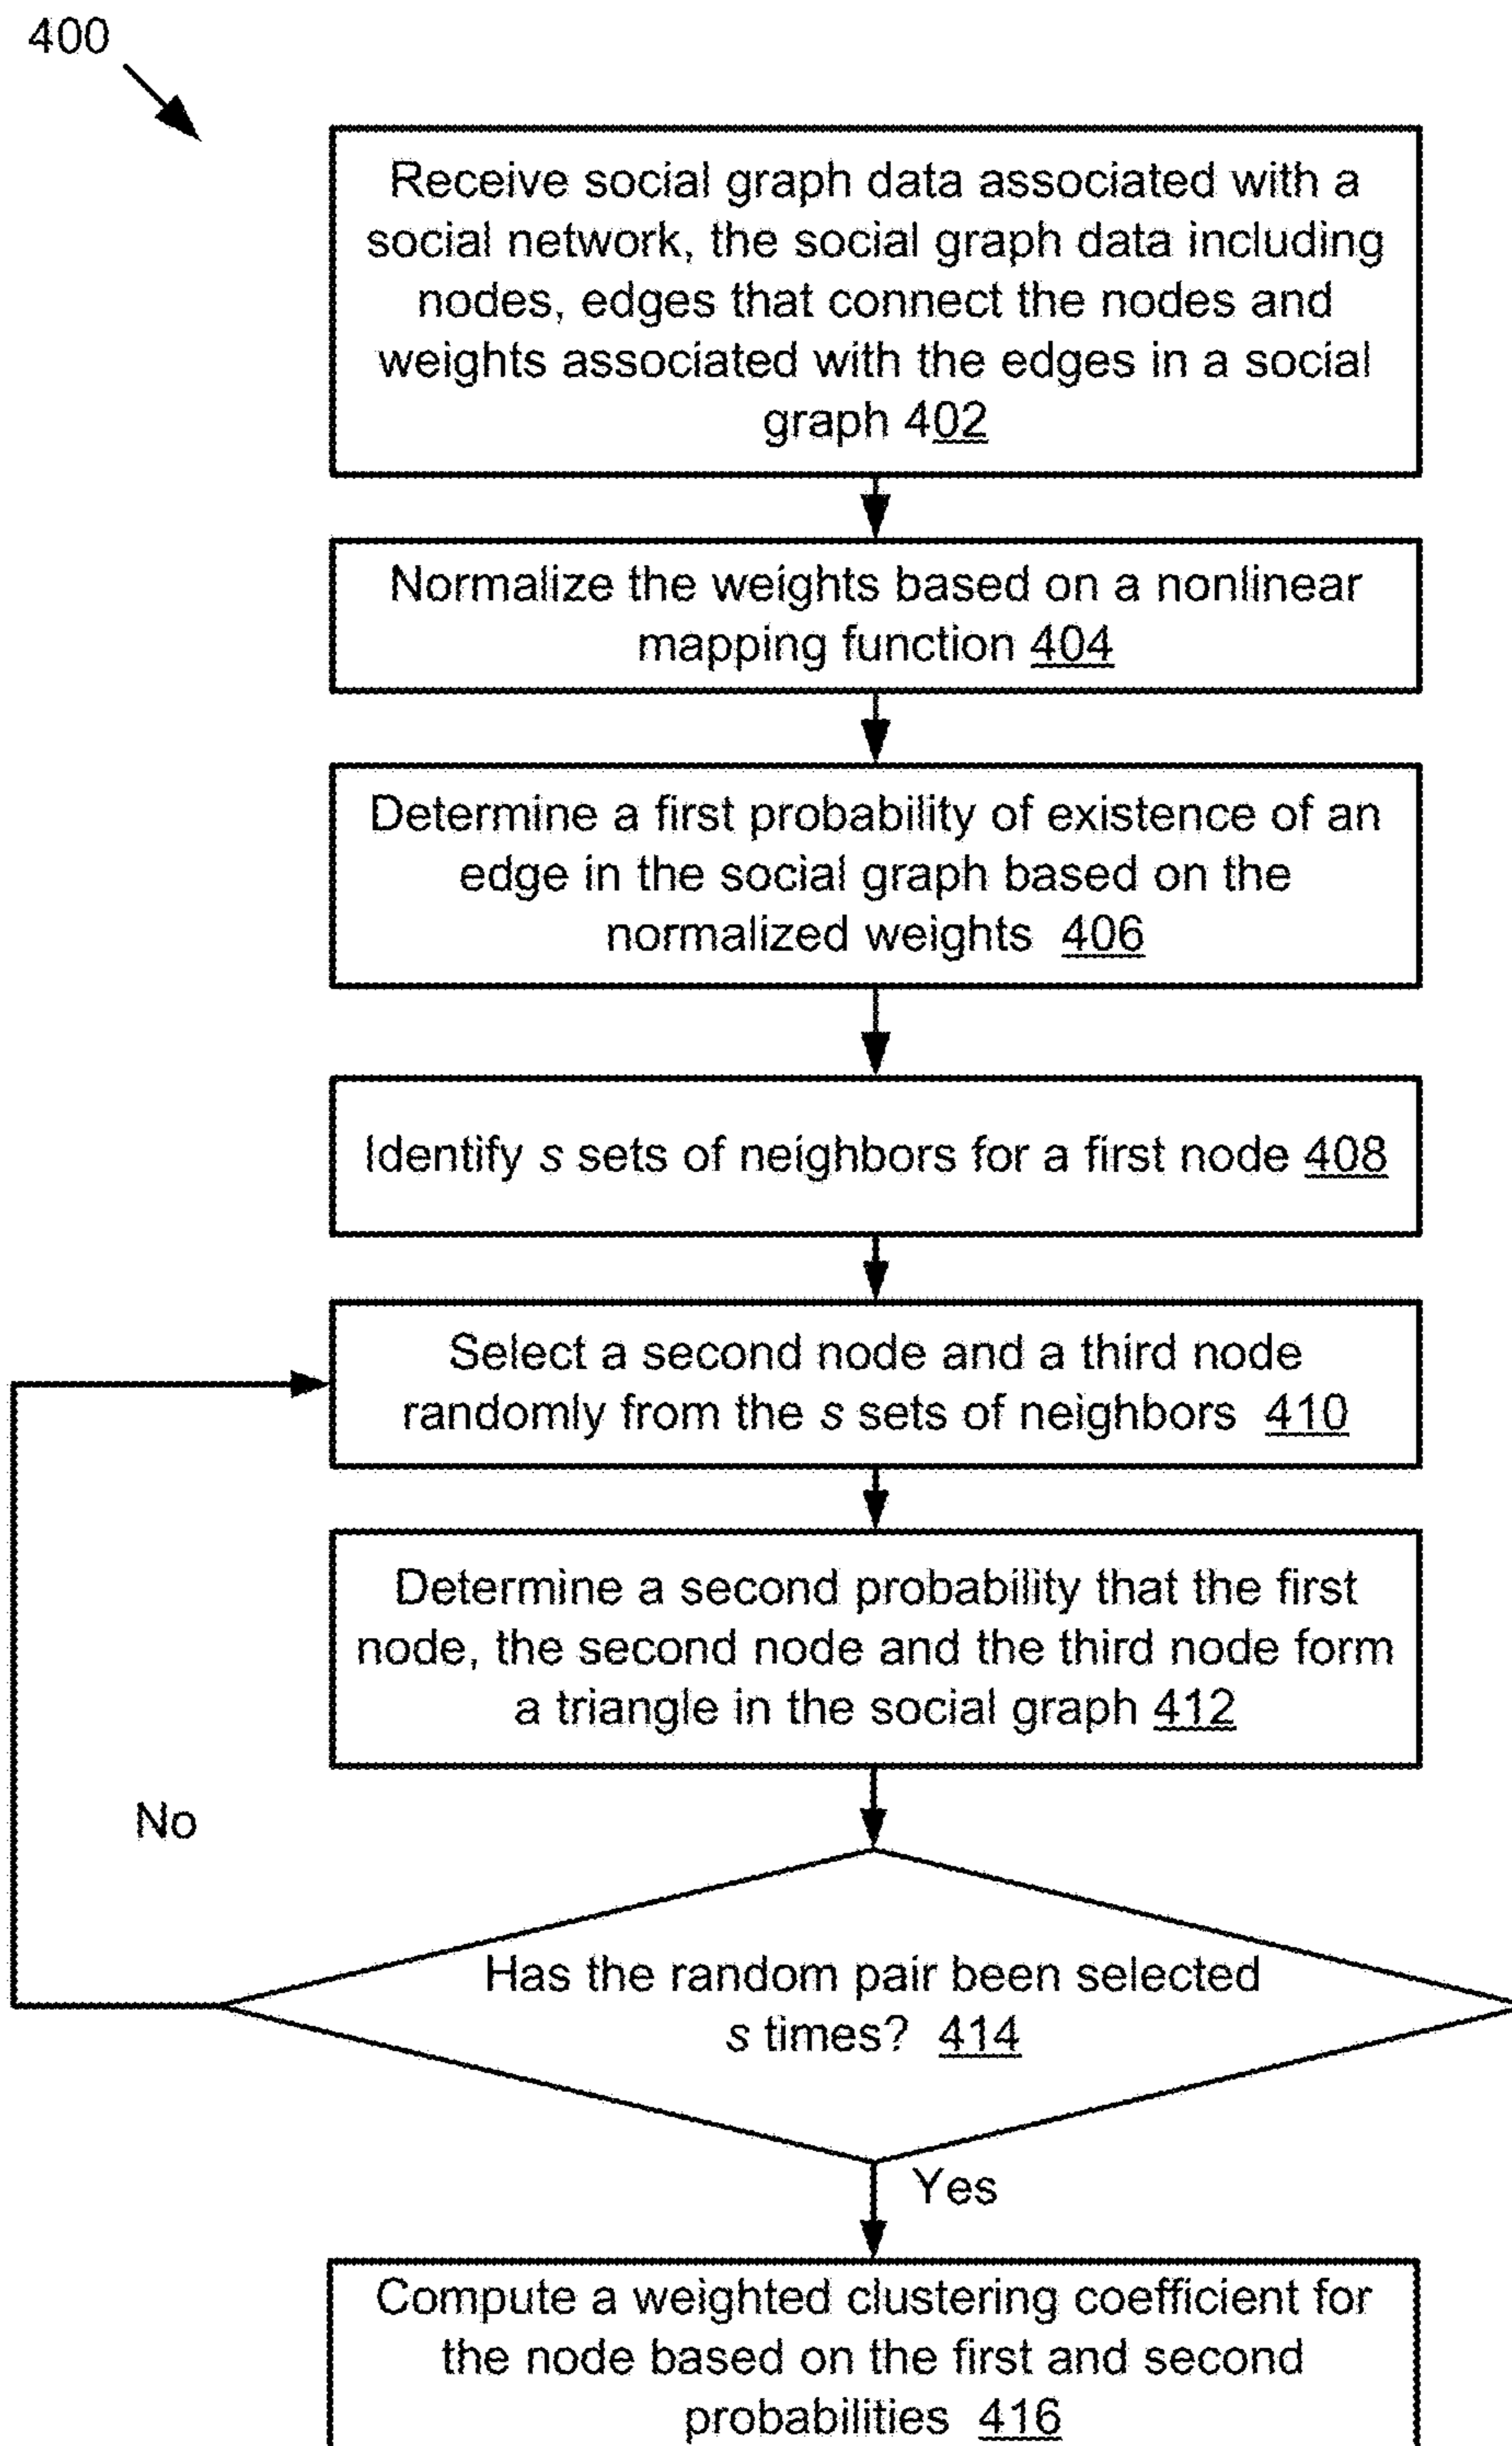 400
Receive social graph data associated with a
social network, the social graph data including
nodes, edges that connect the nodes and
weights associated with the edges in a social
graph 402
Normalize the weights based on a nonlinear
mapping function 404
Determine a first probability of existence of an
edge in the social graph based on the
normalized weights 406
Identify s sets of neighbors for a first node 408
Select a second node and a third node
randomly from the s sets of neighbors 410
Determine a second probability that the first
node, the second node and the third node form
a triangle in the social graph 412
No
Has the random pair been selected
s times? 414
Yes
Compute a weighted clustering coefficient for
the node based on the first and second
probabilities 416